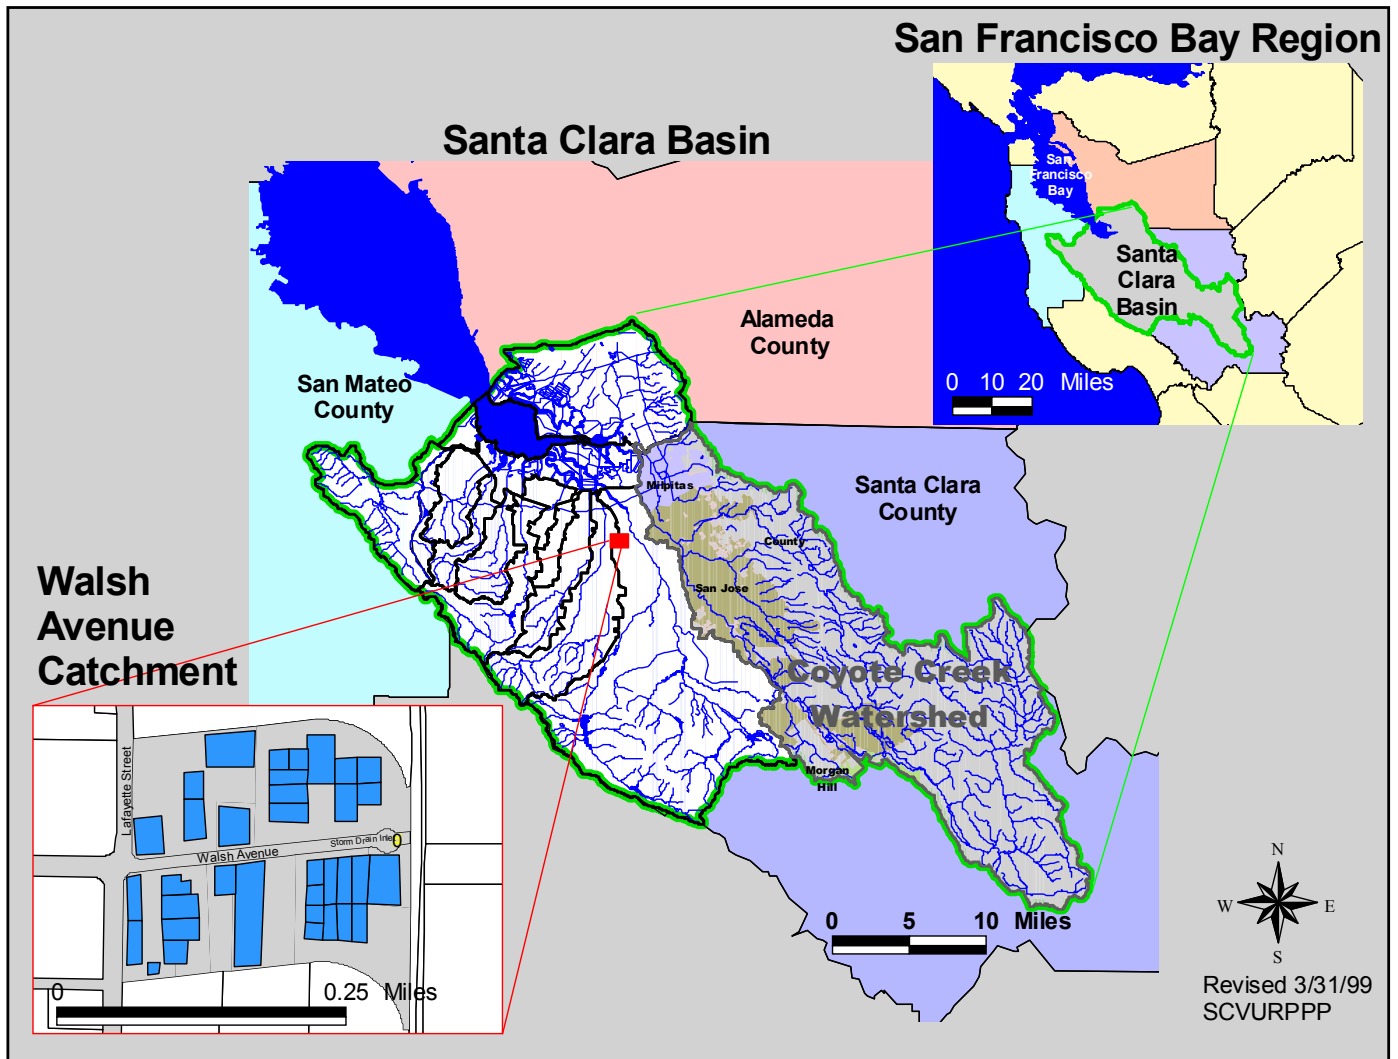 San Francisco Bay Region
Santa Clara Basin
San
Francisco
Bay
Santa
Clara
Basin
0 10 20 Miles
Alameda
County
San Mateo
County
Santa Clara
County
Milpitas
County
San Jose
Coyote Creek
Watershed
Morgan
Hill
Walsh
Avenue
Catchment
Lafayette Street
Storm Drain Inlet
Walsh Avenue
0 0.25 Miles
0 5 10 Miles
N
W E
S
Revised 3/31/99
SCVURPPP